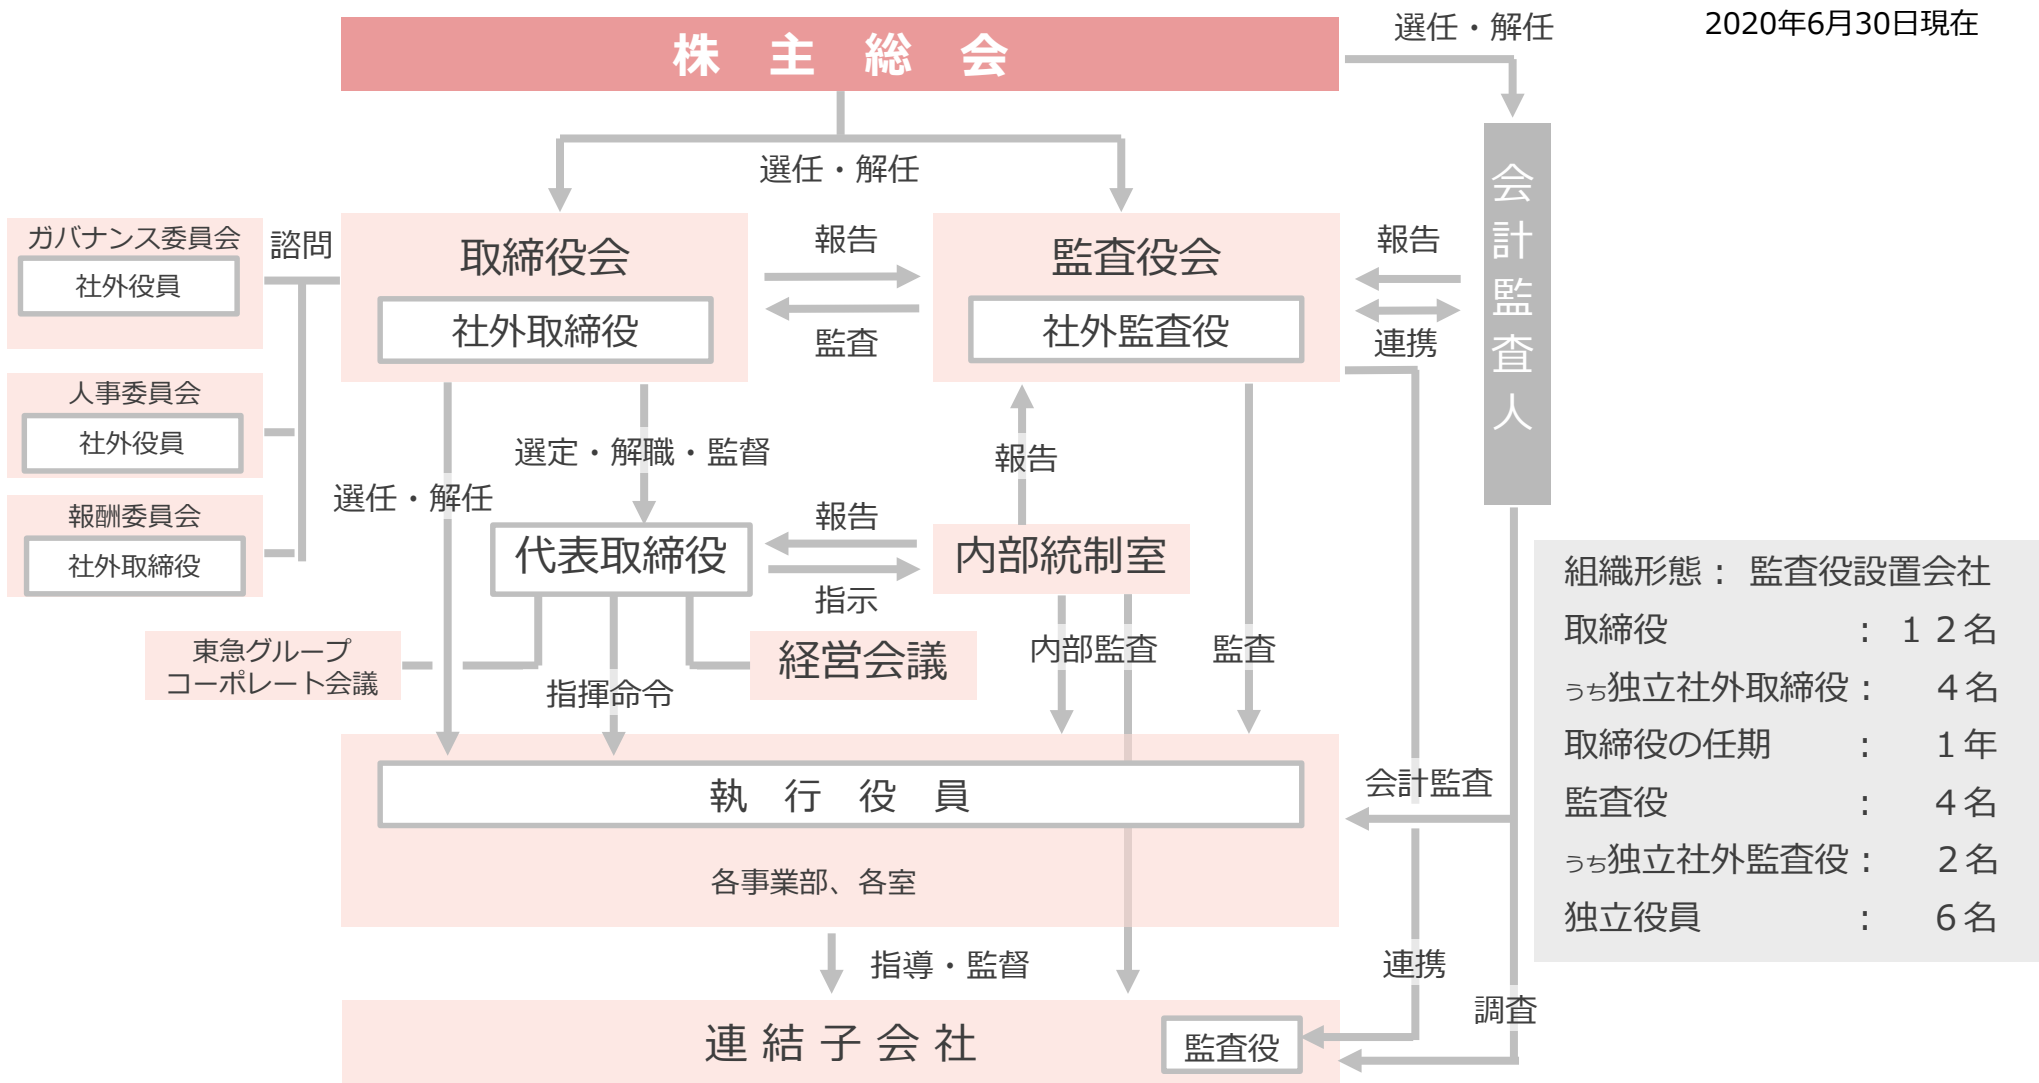 2020年6月30日現在
選任・解任
株 主 総 会
選任・解任
会計監査人
ガバナンス委員会
社外役員
諮問
取締役会
社外取締役
報告
監査
監査役会
社外監査役
報告
連携
人事委員会
社外役員
選定・解職・監督
報告
選任・解任
報酬委員会
社外取締役
代表取締役
報告
指示
内部統制室
東急グループ
コーポレート会議
経営会議
内部監査
監査
指揮命令
執 行 役 員
会計監査
各事業部、各室
指導・監督
連携
調査
連 結 子 会 社
監査役
組織形態： 監査役設置会社
取締役 ： １２名
うち独立社外取締役： ４名
取締役の任期 ： １年
監査役 ： ４名
うち独立社外監査役： ２名
独立役員 ： ６名